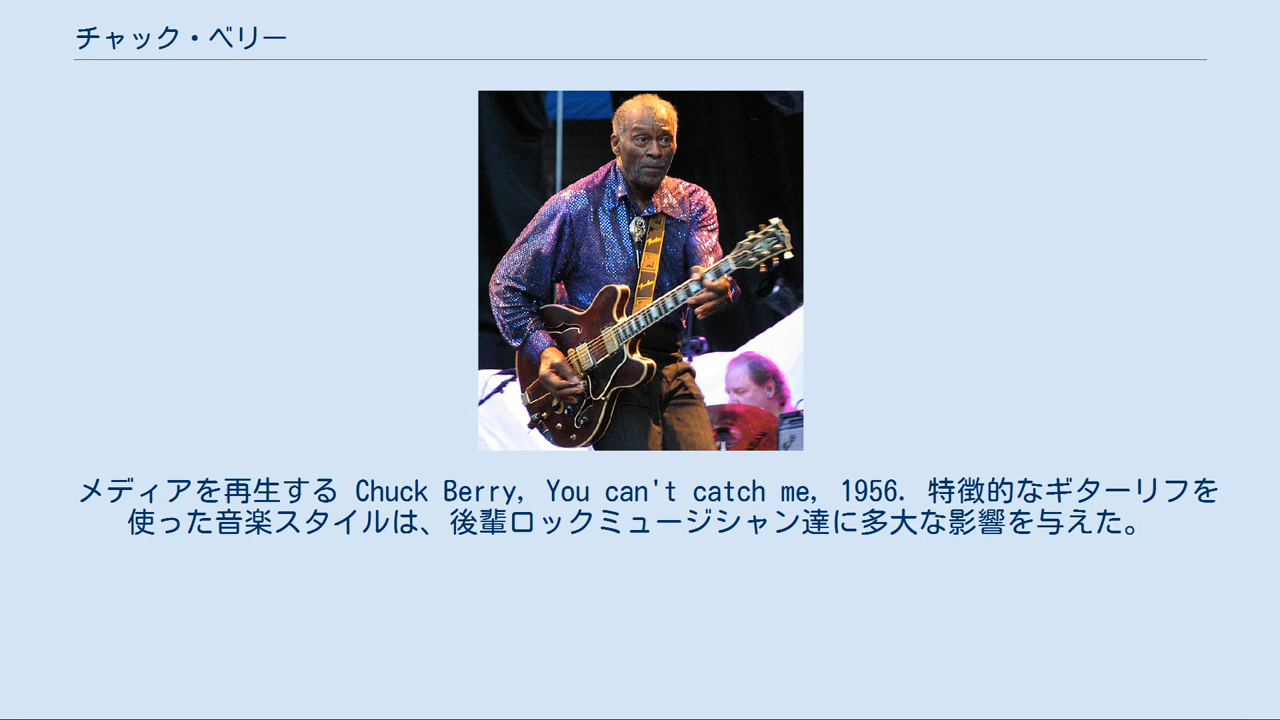 チャック・ベリー
メディアを再生する Chuck Berry, You can't catch me, 1956. 特徴的なギターリフを
使った音楽スタイルは、後輩ロックミュージシャン達に多大な影響を与えた。